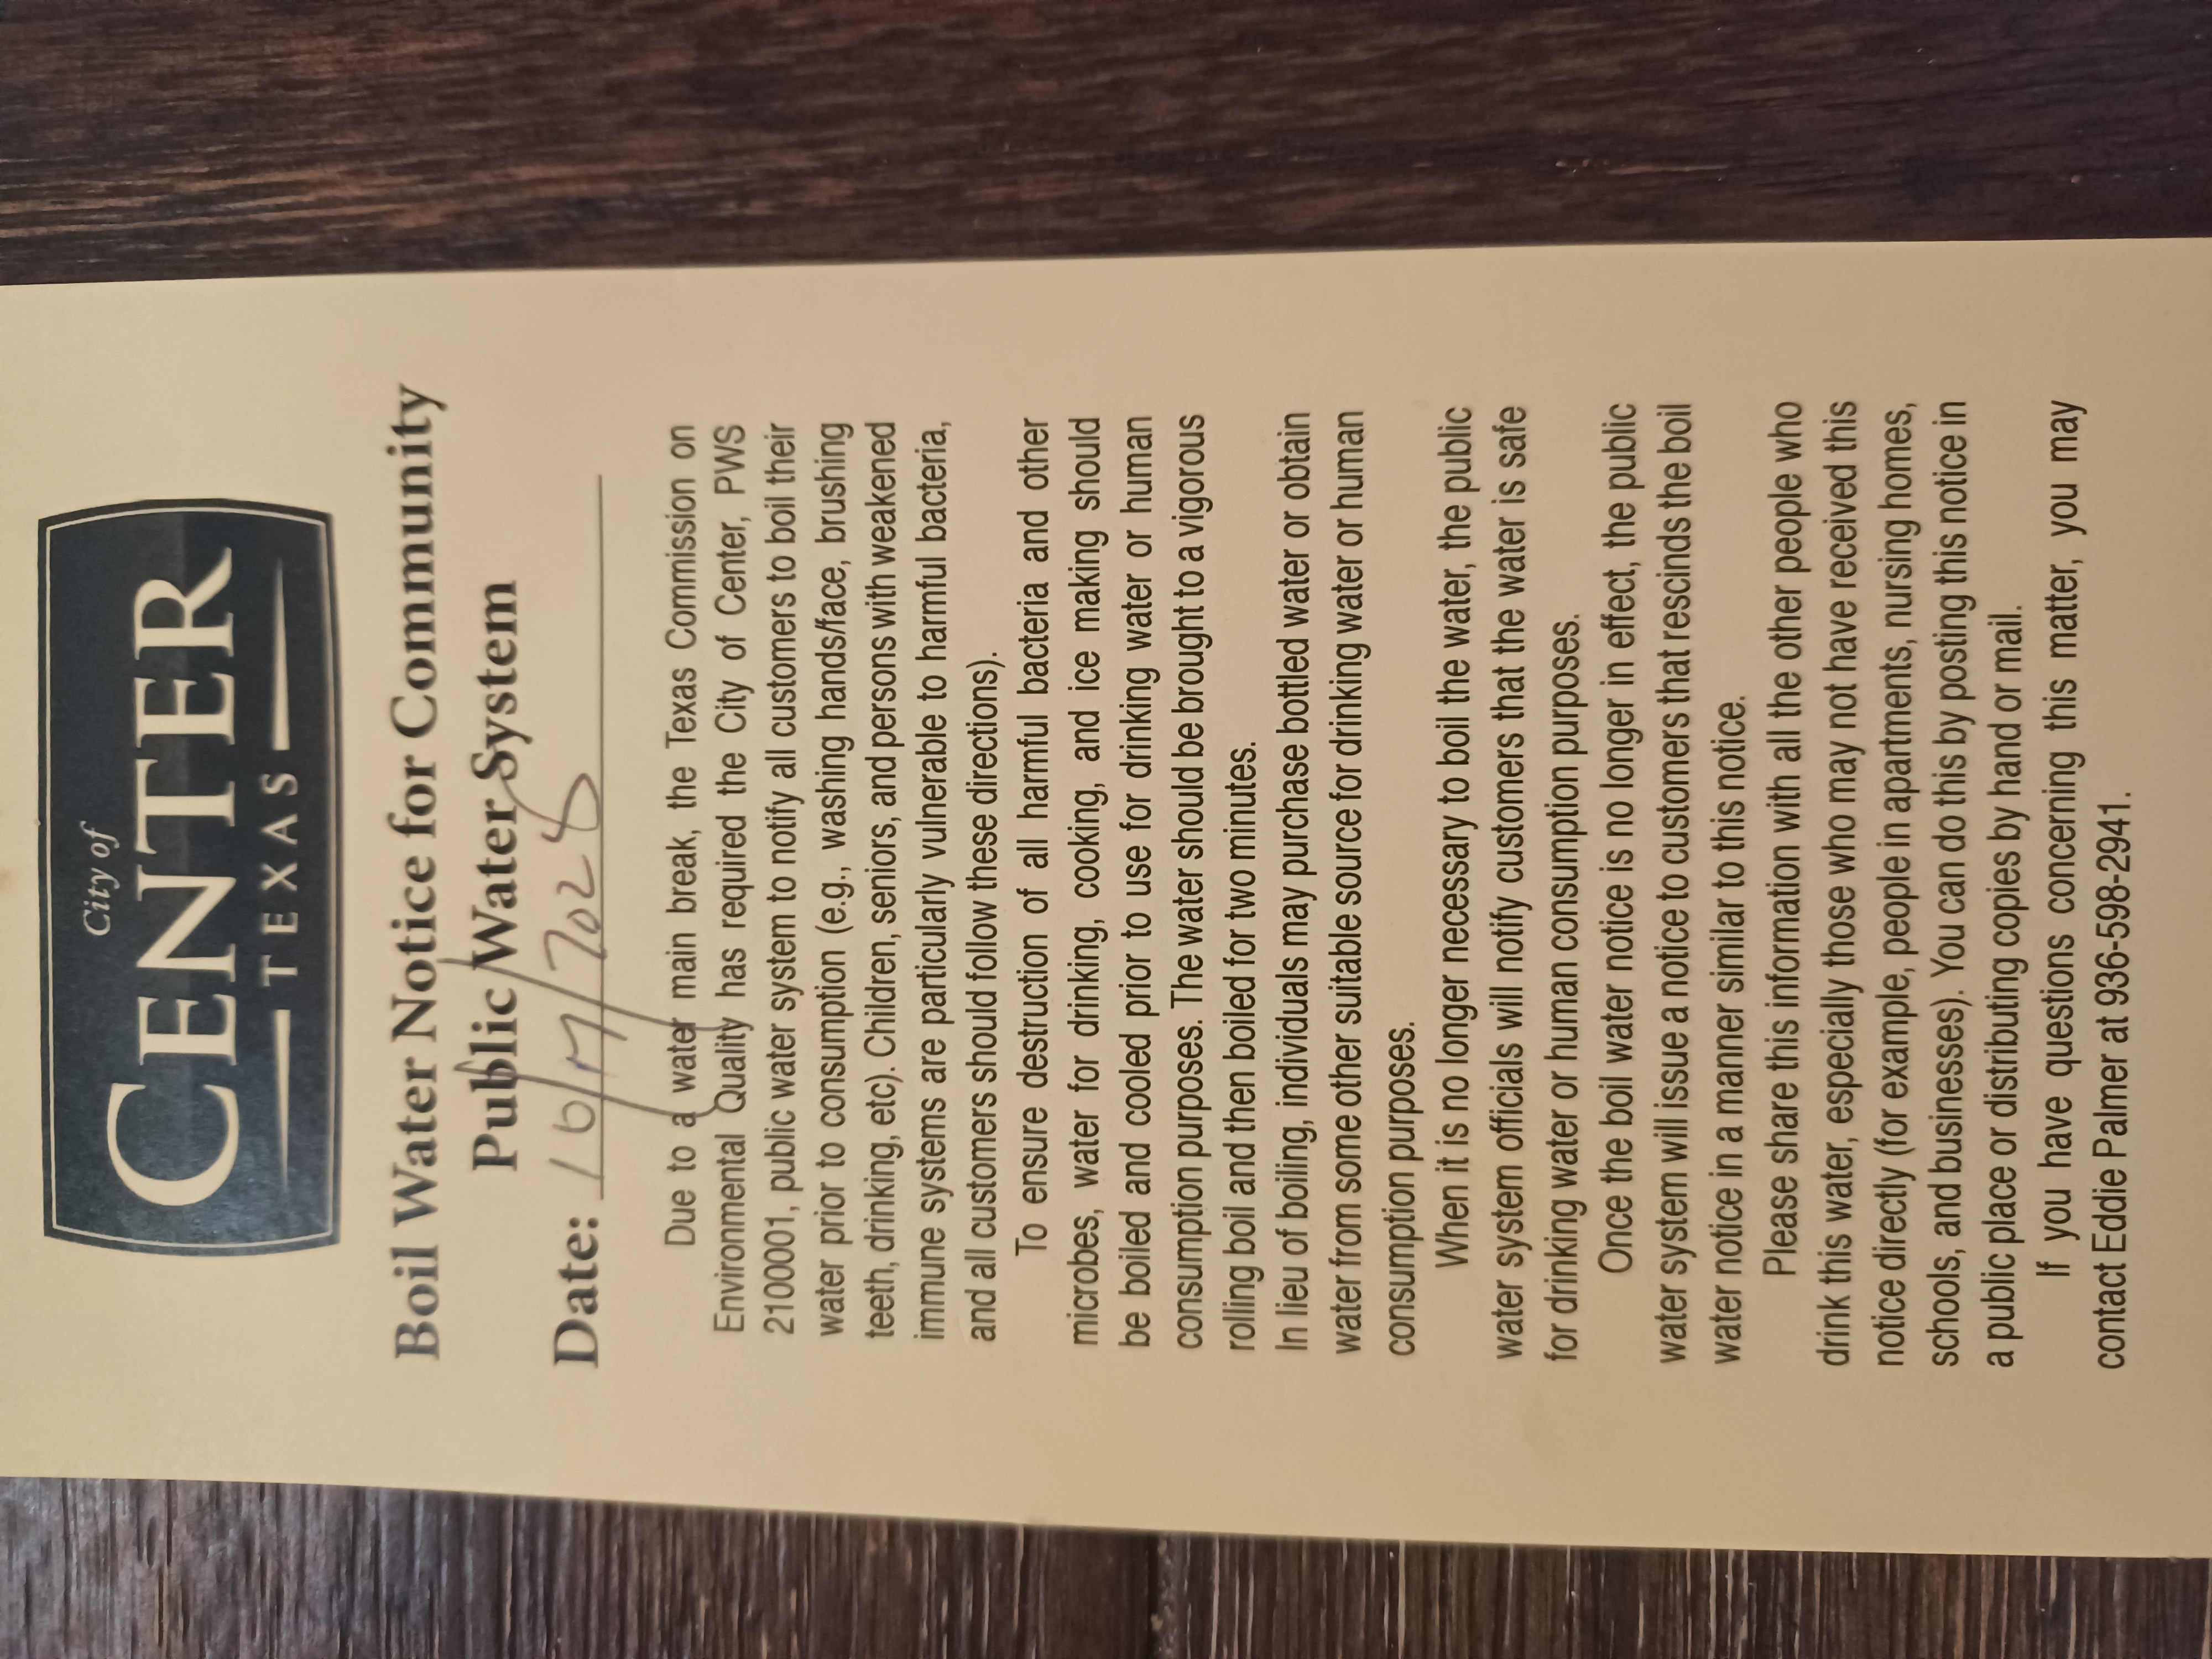 City of
CENTER
TEXAS
Boil Water Notice for Community
Public Water System
Date: 10/17/2025
Due to a water main break, the Texas Commission on
Environmental Quality has required the City of Center, PWS
2100001, public water system to notify all customers to boil their
water prior to consumption (e.g., washing hands/face, brushing
teeth, drinking, etc). Children, seniors, and persons with weakened
immune systems are particularly vulnerable to harmful bacteria,
and all customers should follow these directions).
To ensure destruction of all harmful bacteria and other
microbes, water for drinking, cooking, and ice making should
be boiled and cooled prior to use for drinking water or human
consumption purposes. The water should be brought to a vigorous
rolling boil and then boiled for two minutes.
In lieu of boiling, individuals may purchase bottled water or obtain
water from some other suitable source for drinking water or human
consumption purposes.
When it is no longer necessary to boil the water, the public
water system officials will notify customers that the water is safe
for drinking water or human consumption purposes.
Once the boil water notice is no longer in effect, the public
water system will issue a notice to customers that rescinds the boil
water notice in a manner similar to this notice.
Please share this information with all the other people who
drink this water, especially those who may not have received this
notice directly (for example, people in apartments, nursing homes,
schools, and businesses). You can do this by posting this notice in
a public place or distributing copies by hand or mail.
If you have questions concerning this matter, you may
contact Eddie Palmer at 936-598-2941.